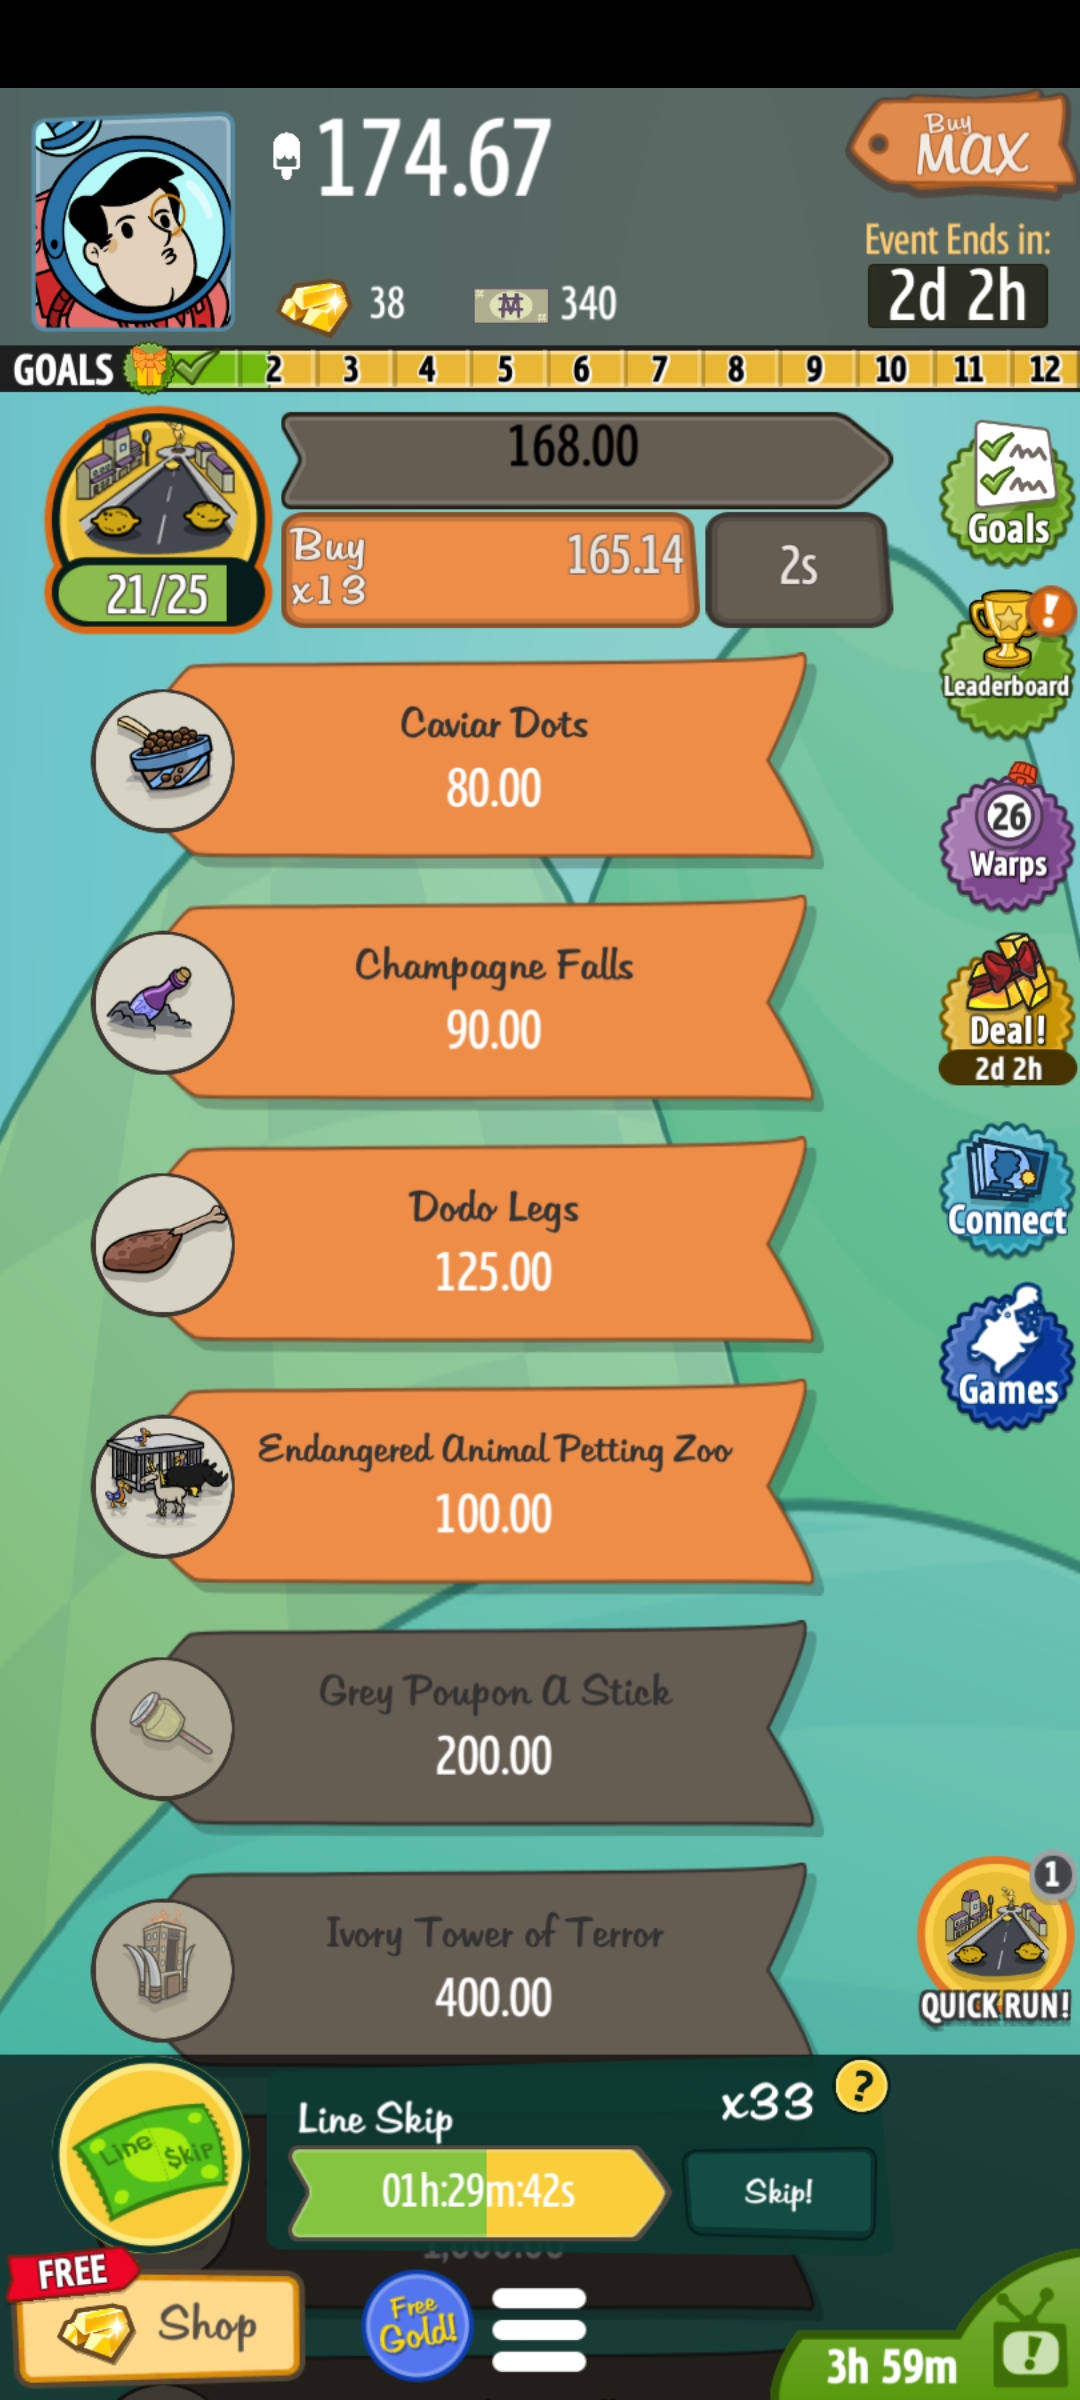 174.67
Buy
MAX
Event Ends in:
2d 2h
38
340
GOALS 2 3 4 5 6 7 8 9 10 11 12
168.00
Buy
x13
165.14
2s
21/25
Goals
!
Leaderboard
Caviar Dots
80.00
26
Warps
Champagne Falls
90.00
Deal!
2d 2h
Dodo Legs
125.00
Connect
Games
Endangered Animal Petting Zoo
100.00
Grey Poupon A Stick
200.00
1
QUICK RUN!
Ivory Tower of Terror
400.00
Line $kip
Line Skip
x33
?
01h:29m:42s
Skip!
1,000.00
FREE
Shop
Free
Gold!
3h 59m
!